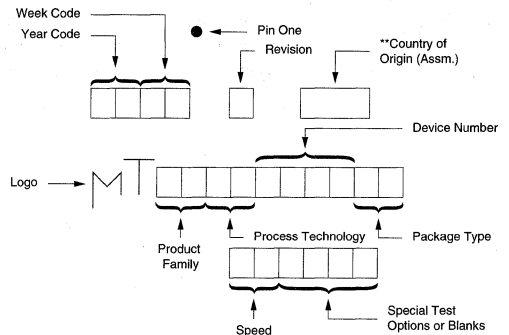 Week Code
Year Code
Pin One
Revision
**Country of
Origin (Assm.)
Device Number
Logo
MT
Product
Family
Process Technology
Package Type
Speed
Special Test
Options or Blanks